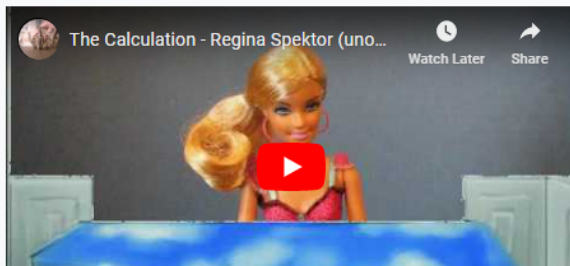 The Calculation - Regina Spektor (uno...
Watch Later
Share